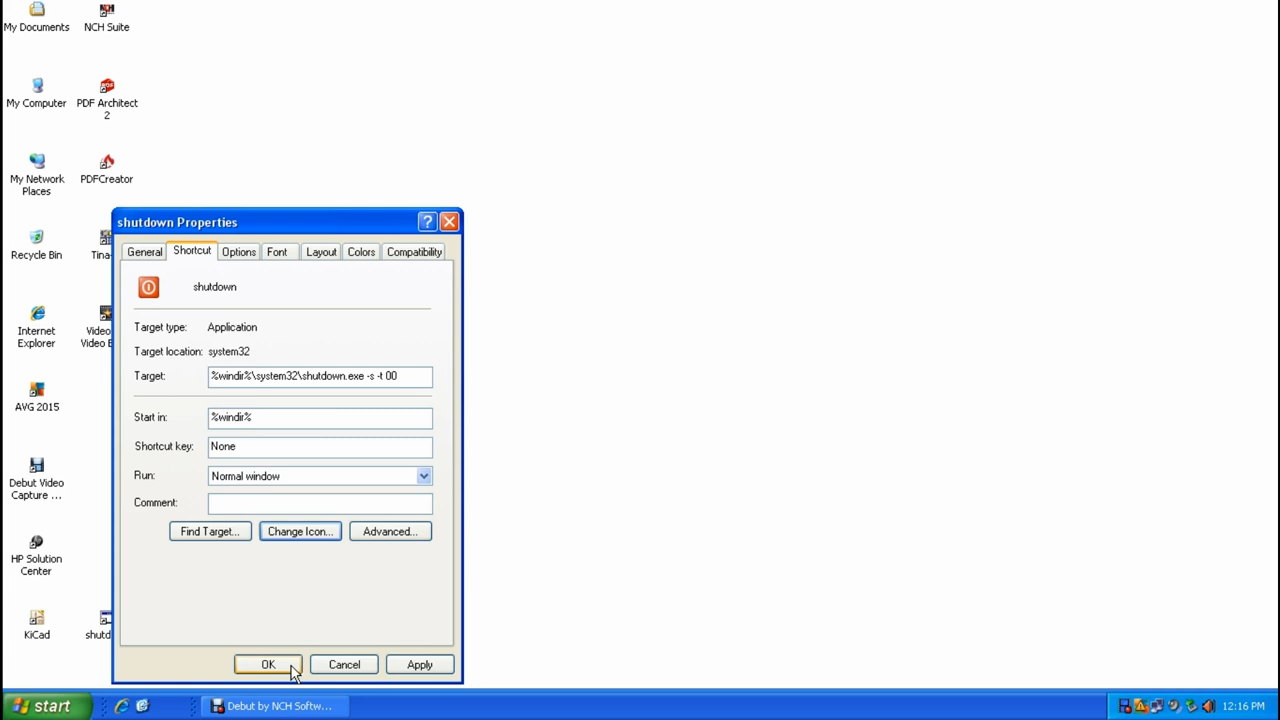 My Documents
NCH Suite
My Computer
PDF Architect
2
My Network
Places
PDFCreator
Recycle Bin
Tina-
Internet
Explorer
Video
Video E
AVG 2015
Debut Video
Capture ...
HP Solution
Center
KiCad
shutd
shutdown Properties
?
General
Shortcut
Options
Font
Layout
Colors
Compatibility
shutdown
Target type: Application
Target location: system32
Target: %windir%\system32\shutdown.exe -s -t 00
Start in: %windir%
Shortcut key: None
Run: Normal window
Comment:
Find Target...
Change Icon...
Advanced...
OK
Cancel
Apply
start
Debut by NCH Softw...
12:16 PM